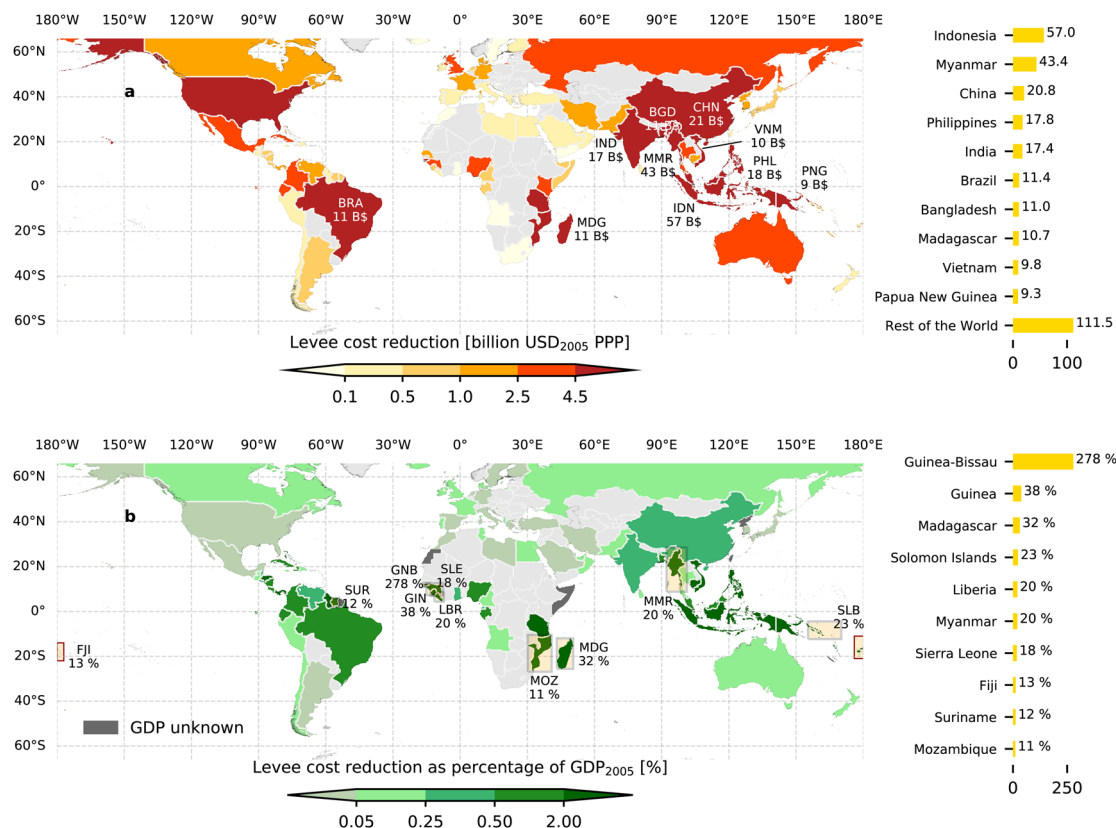 180°W 150°W 120°W 90°W 60°W 30°W 0° 30°E 60°E 90°E 120°E 150°E 180°E
60°N
40°N
20°N
0°
20°S
40°S
60°S
a
BRA
11 B$
MDG
11 B$
IND
17 B$
BGD
11 B$
CHN
21 B$
MMR
43 B$
VNM
10 B$
PHL
18 B$
PNG
9 B$
IDN
57 B$
Levee cost reduction [billion USD2005 PPP]
0.1 0.5 1.0 2.5 4.5
Indonesia 57.0
Myanmar 43.4
China 20.8
Philippines 17.8
India 17.4
Brazil 11.4
Bangladesh 11.0
Madagascar 10.7
Vietnam 9.8
Papua New Guinea 9.3
Rest of the World 111.5
0 100
180°W 150°W 120°W 90°W 60°W 30°W 0° 30°E 60°E 90°E 120°E 150°E 180°E
60°N
40°N
20°N
0°
20°S
40°S
60°S
b
FJI
13 %
SUR
12 %
GNB
278 %
SLE
18 %
GIN
38 %
LBR
20 %
MOZ
11 %
MDG
32 %
MMR
20 %
SLB
23 %
GDP unknown
Levee cost reduction as percentage of GDP2005 [%]
0.05 0.25 0.50 2.00
Guinea-Bissau 278 %
Guinea 38 %
Madagascar 32 %
Solomon Islands 23 %
Liberia 20 %
Myanmar 20 %
Sierra Leone 18 %
Fiji 13 %
Suriname 12 %
Mozambique 11 %
0 250